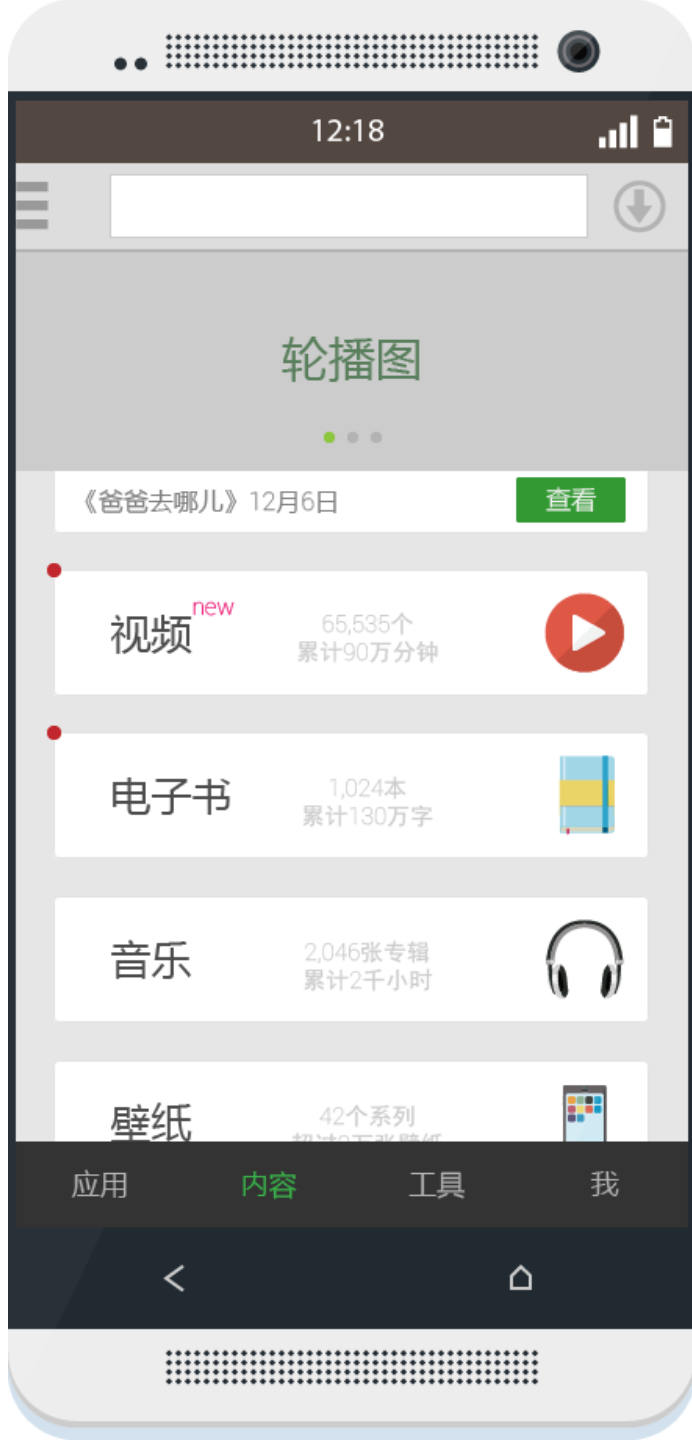 12:18
轮播图
《爸爸去哪儿》12月6日
查看
视频 new
65,535个
累计90万分钟
电子书
1,024本
累计130万字
音乐
2,046张专辑
累计2千小时
壁纸
42个系列
应用
内容
工具
我